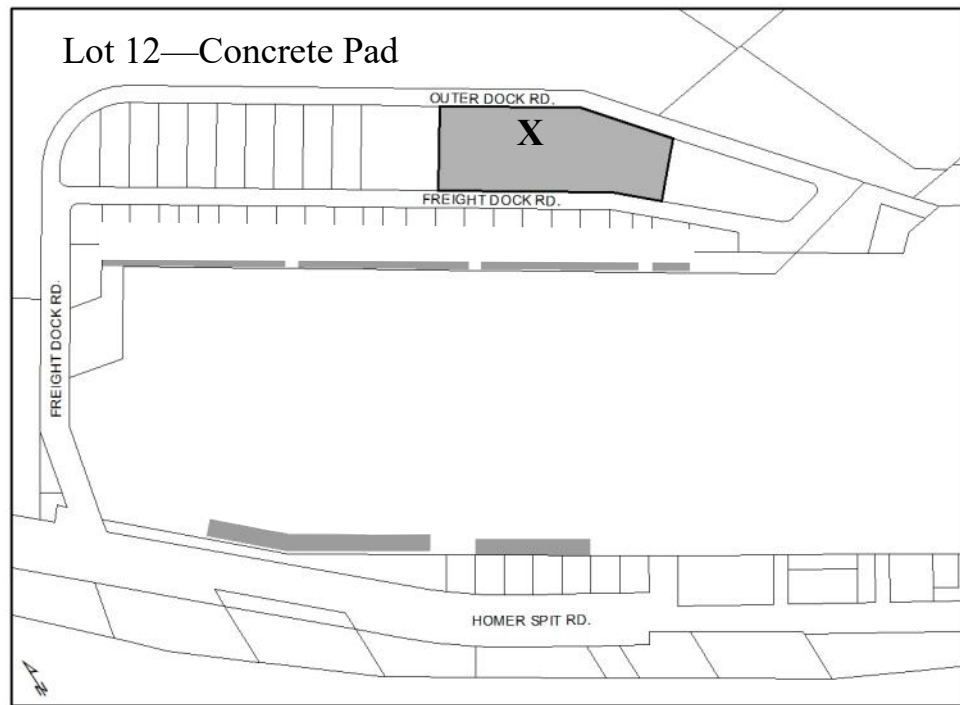 Lot 12—Concrete Pad
OUTER DOCK RD.
X
FREIGHT DOCK RD.
FREIGHT DOCK RD.
HOMER SPIT RD.
N